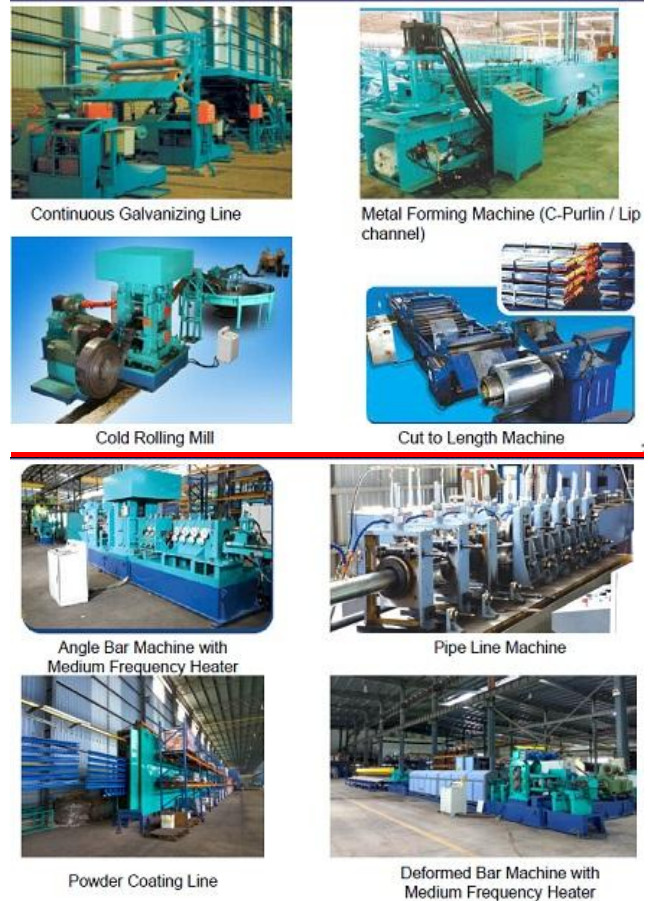 Continuous Galvanizing Line
Metal Forming Machine (C-Purlin / Lip
channel)
Cold Rolling Mill
Cut to Length Machine
Angle Bar Machine with
Medium Frequency Heater
Pipe Line Machine
Powder Coating Line
Deformed Bar Machine with
Medium Frequency Heater